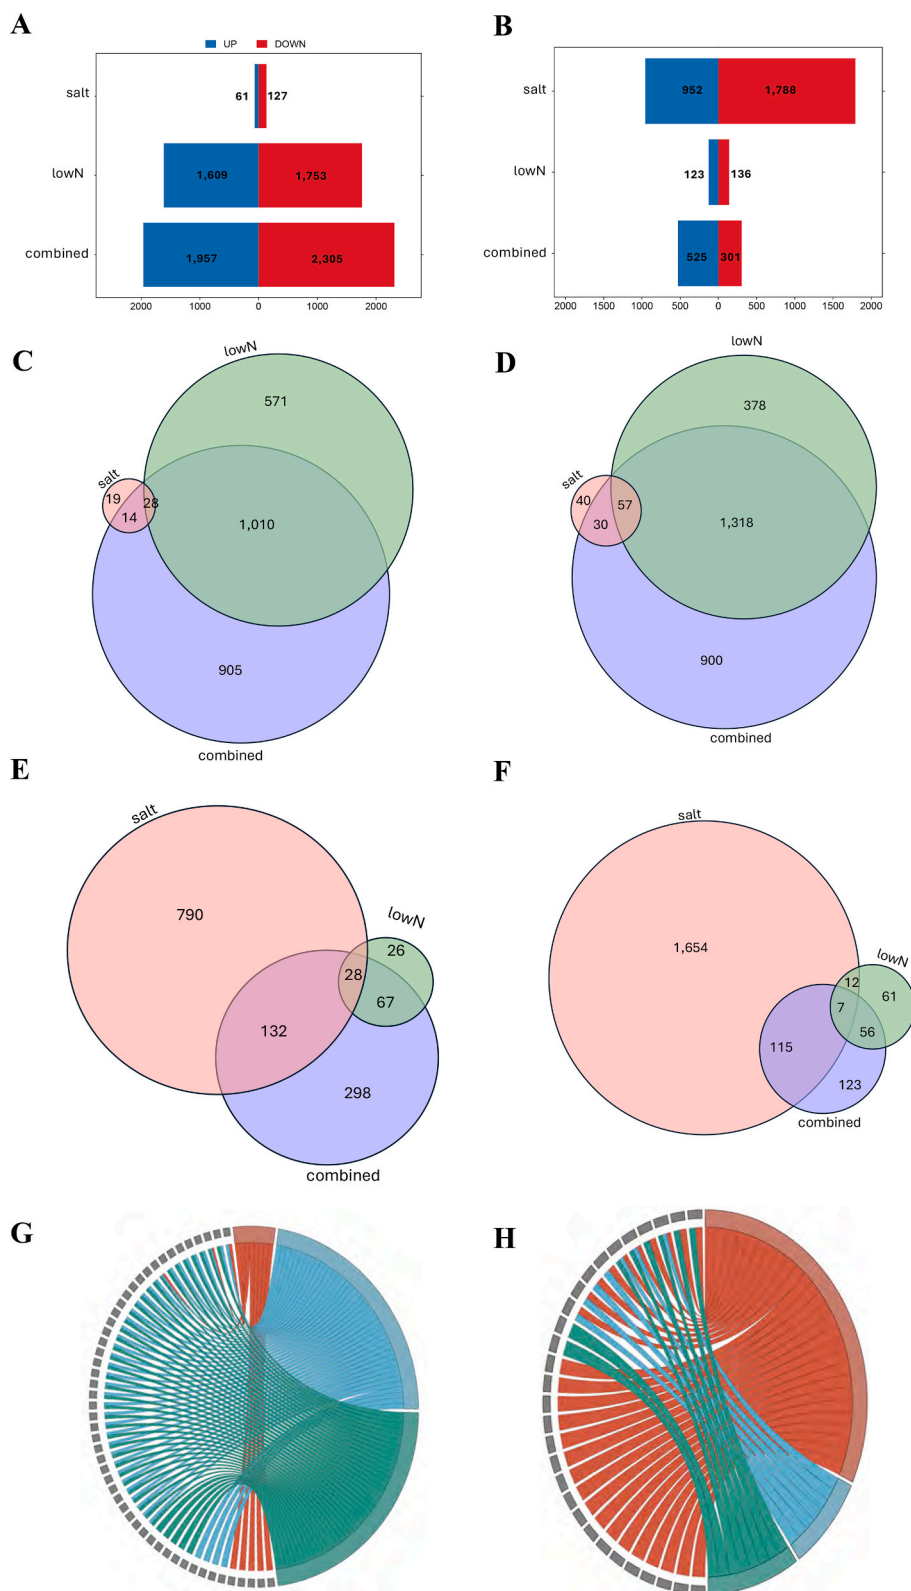 A
UP DOWN
salt
61
127
lowN
1,609
1,753
combined
1,957
2,305
2000 1000 0 1000 2000
B
salt
952
1,788
lowN
123
136
combined
525
301
2000 1500 1000 500 0 500 1000 1500 2000
C
lowN
571
salt
19
28
14
1,010
905
combined
D
lowN
378
salt
40
57
30
1,318
900
combined
E
salt
790
lowN
26
28
67
132
298
combined
F
salt
1,654
lowN
12
61
7
56
115
123
combined
G
H